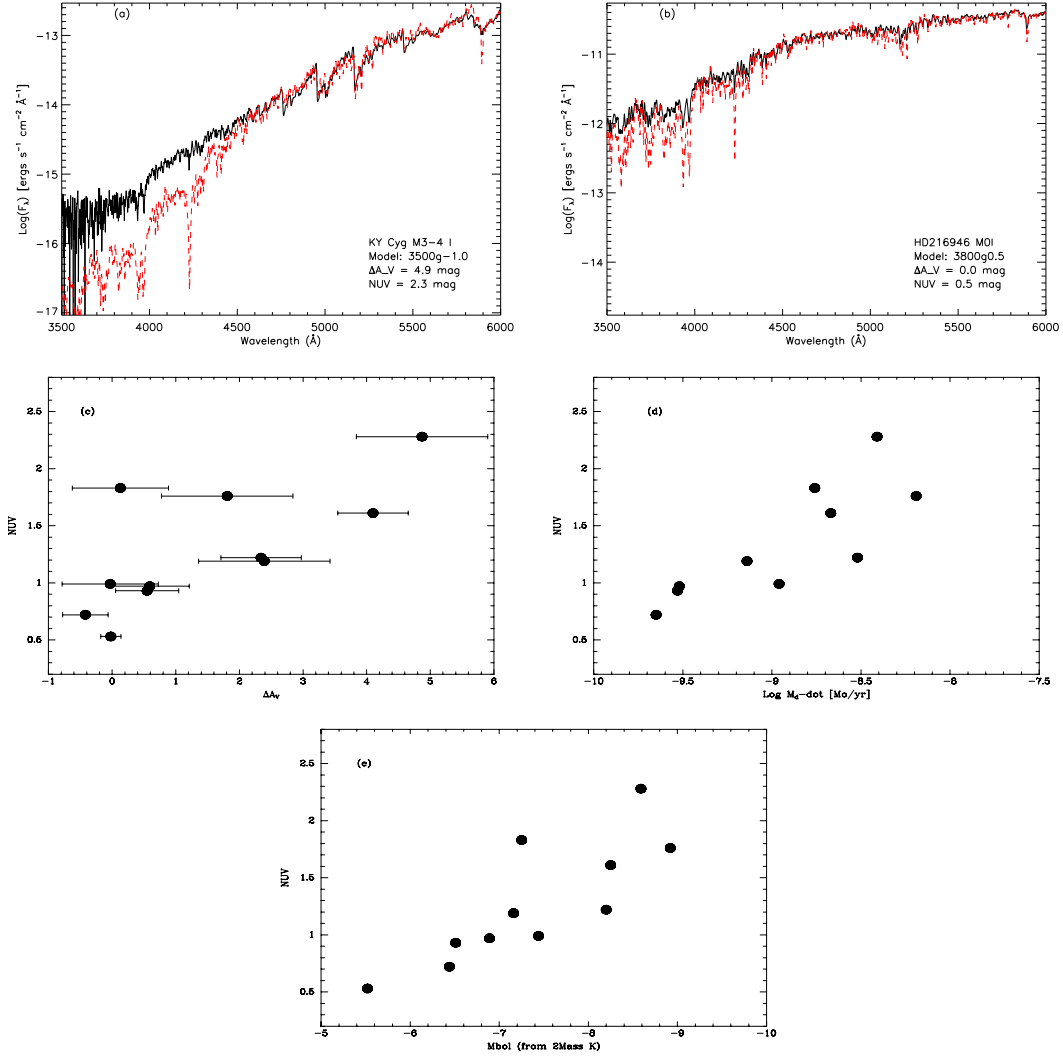 (a)
-13
-14
-15
-16
-17
Log(Fλ) [ergs s⁻¹ cm⁻² Å⁻¹]
KY Cyg M3-4 I
Model: 3500g-1.0
ΔA_V = 4.9 mag
NUV = 2.3 mag
3500 4000 4500 5000 5500 6000
Wavelength (Å)
(b)
-11
-12
-13
-14
Log(Fλ) [ergs s⁻¹ cm⁻² Å⁻¹]
HD216946 M0I
Model: 3800g0.5
ΔA_V = 0.0 mag
NUV = 0.5 mag
3500 4000 4500 5000 5500 6000
Wavelength (Å)
(c)
2.5
2
1.5
1
0.5
NUV
-1 0 1 2 3 4 5 6
ΔAᵥ
(d)
2.5
2
1.5
1
0.5
NUV
-10 -9.5 -9 -8.5 -8 -7.5
Log M_d-dot [Mo/yr]
(e)
2.5
2
1.5
1
0.5
NUV
-5 -6 -7 -8 -9 -10
Mbol (from 2Mass K)